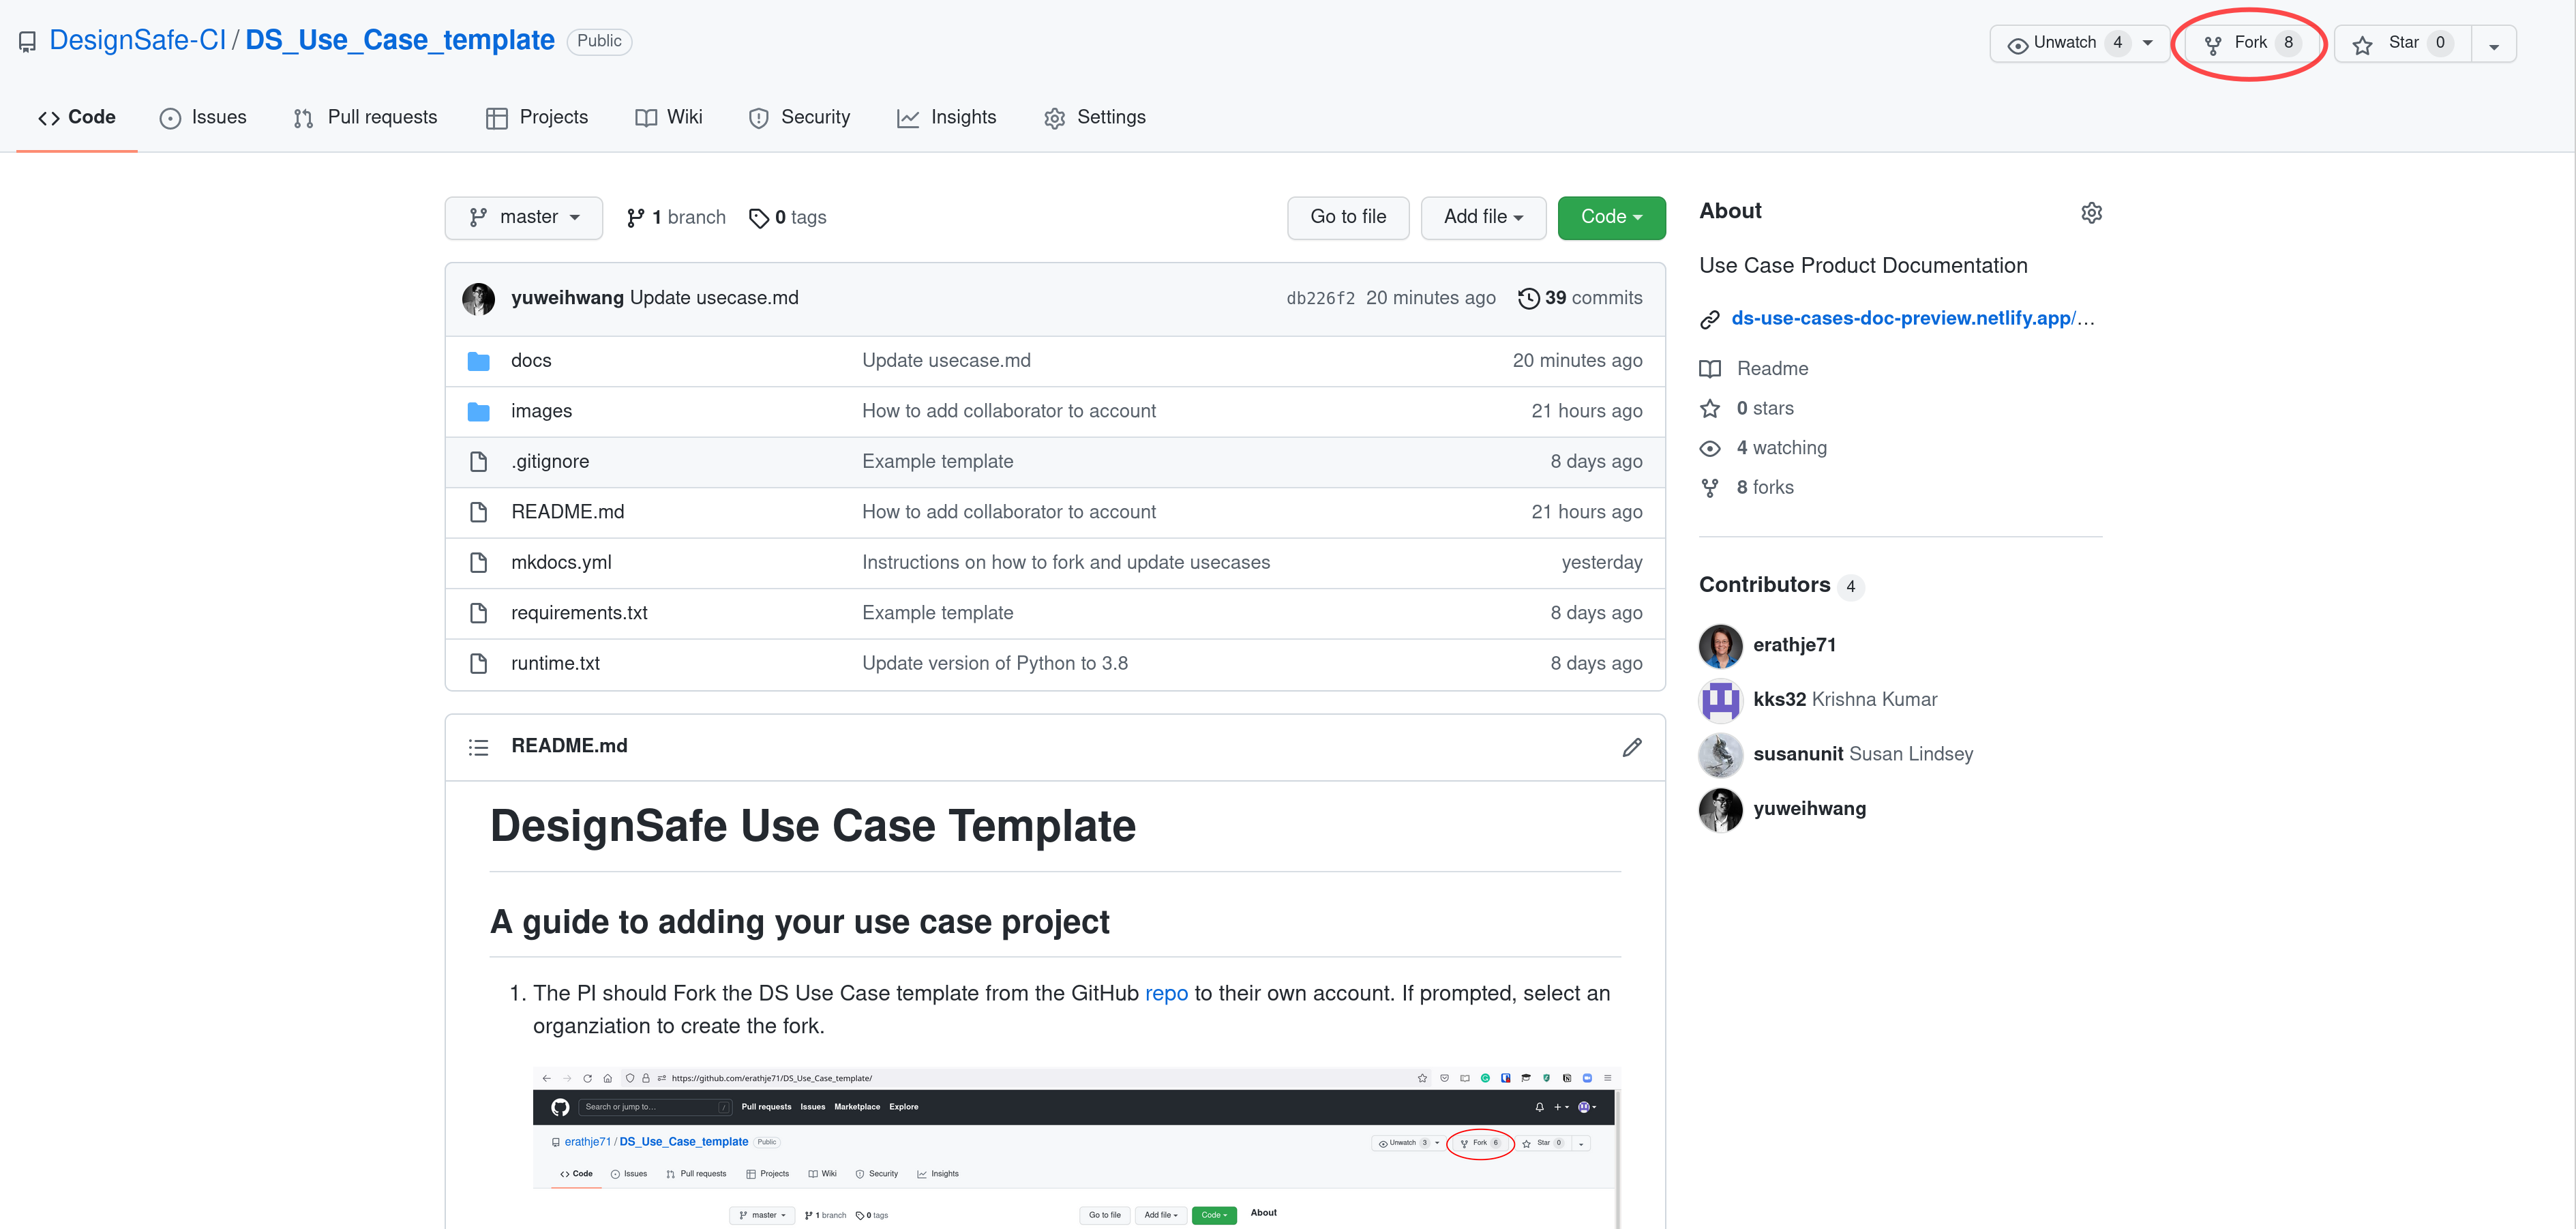 DesignSafe-CI / DS_Use_Case_template Public
Unwatch 4 Fork 8 Star 0
Code Issues Pull requests Projects Wiki Security Insights Settings
master 1 branch 0 tags Go to file Add file Code
yuweihwang Update usecase.md db226f2 20 minutes ago 39 commits
docs Update usecase.md 20 minutes ago
images How to add collaborator to account 21 hours ago
.gitignore Example template 8 days ago
README.md How to add collaborator to account 21 hours ago
mkdocs.yml Instructions on how to fork and update usecases yesterday
requirements.txt Example template 8 days ago
runtime.txt Update version of Python to 3.8 8 days ago
README.md
DesignSafe Use Case Template
A guide to adding your use case project
1. The PI should Fork the DS Use Case template from the GitHub repo to their own account. If prompted, select an
organziation to create the fork.
https://github.com/erathje71/DS_Use_Case_template/
Search or jump to... / Pull requests Issues Marketplace Explore
erathje71 / DS_Use_Case_template Public
Unwatch 3 Fork 6 Star 0
Code Issues Pull requests Projects Wiki Security Insights
master 1 branch 0 tags Go to file Add file Code About
About
Use Case Product Documentation
ds-use-cases-doc-preview.netlify.app/...
Readme
0 stars
4 watching
8 forks
Contributors 4
erathje71
kks32 Krishna Kumar
susanunit Susan Lindsey
yuweihwang